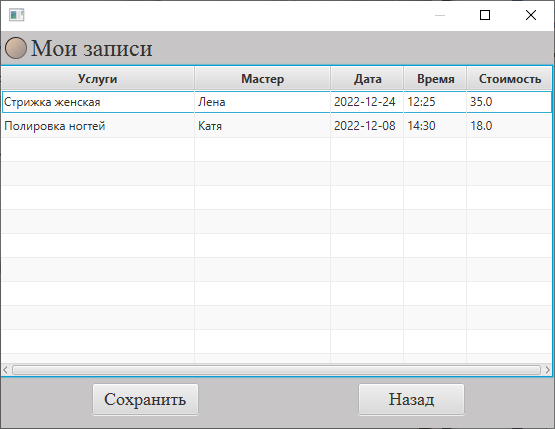 Мои записи
Услуги Мастер Дата Время Стоимость
Стрижка женская Лена 2022-12-24 12:25 35.0
Полировка ногтей Катя 2022-12-08 14:30 18.0
Сохранить Назад